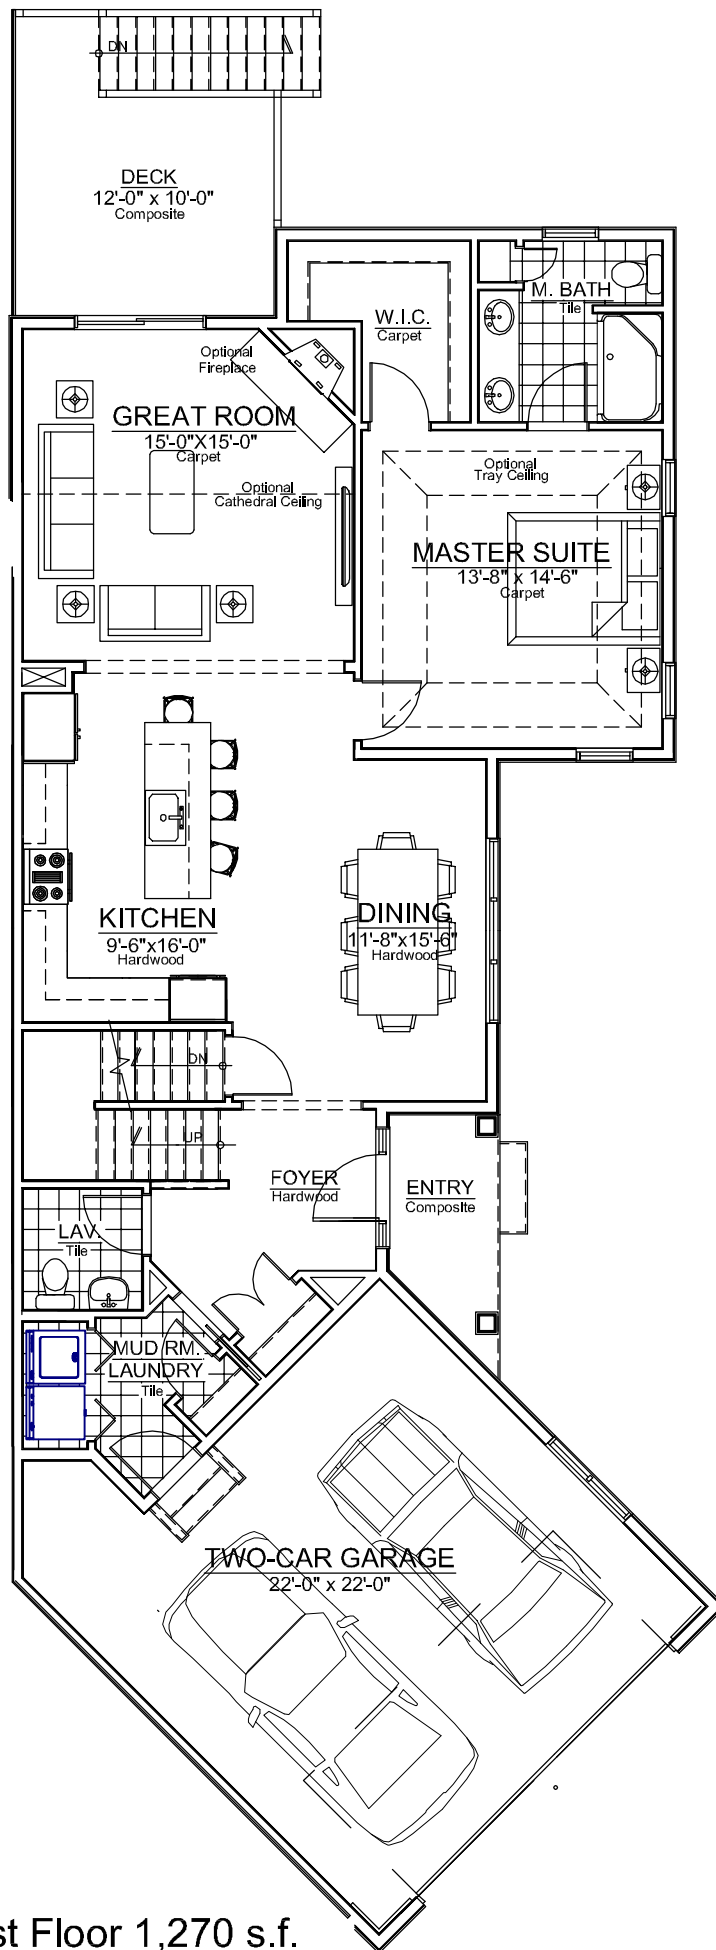 DN
DECK
12'-0" x 10'-0"
Composite
M. BATH
Tile
W.I.C.
Carpet
Optional
Fireplace
GREAT ROOM
15'-0"X15'-0"
Carpet
Optional
Cathedral Ceiling
Optional
Tray Ceiling
MASTER SUITE
13'-8" x 14'-6"
Carpet
KITCHEN
9'-6"x16'-0"
Hardwood
DINING
11'-8"x15'-6"
Hardwood
DN
UP
FOYER
Hardwood
ENTRY
Composite
LAV.
Tile
MUD RM.
LAUNDRY
Tile
TWO-CAR GARAGE
22'-0" x 22'-0"
st Floor 1,270 s.f.